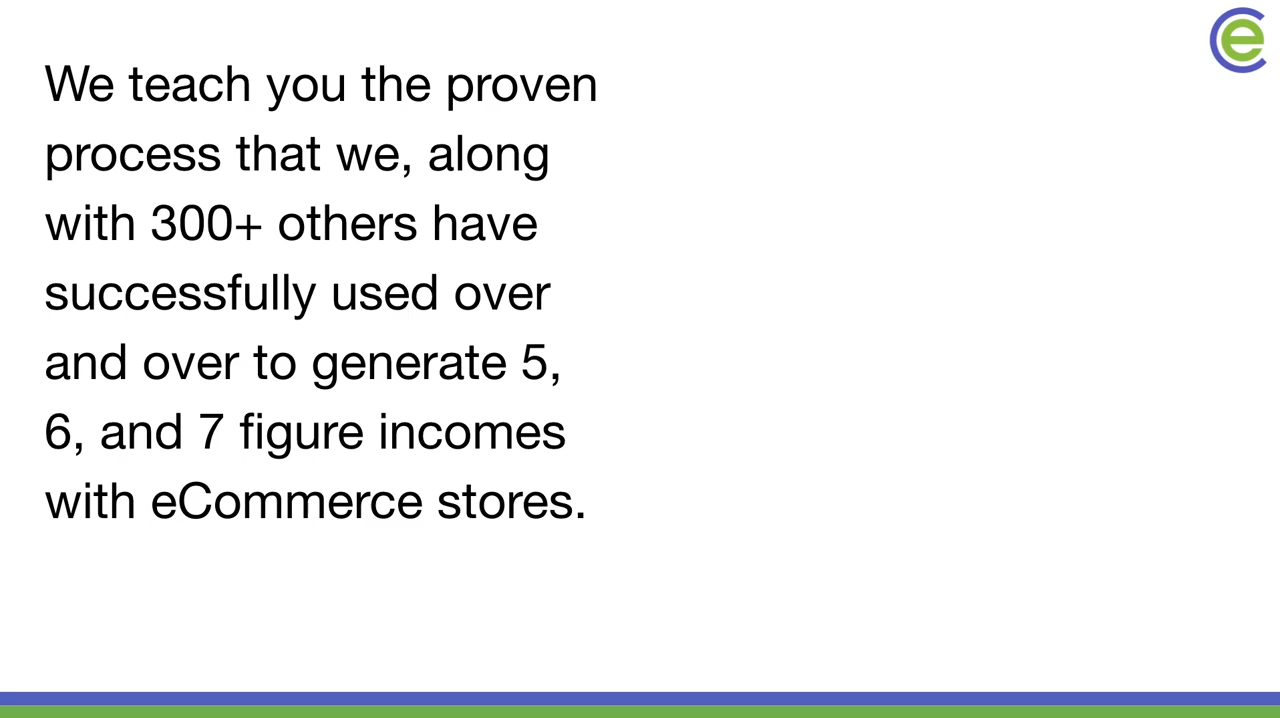 We teach you the proven
process that we, along
with 300+ others have
successfully used over
and over to generate 5,
6, and 7 figure incomes
with eCommerce stores.